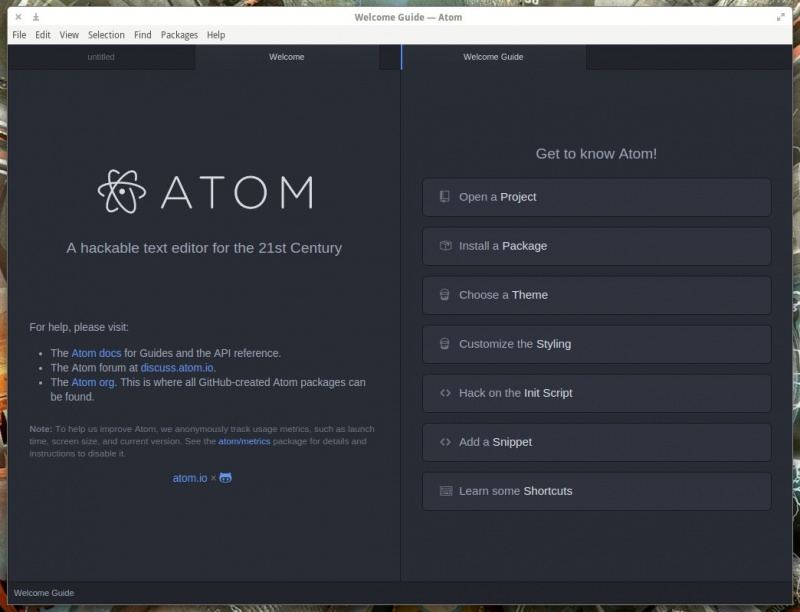 Welcome Guide — Atom
File Edit View Selection Find Packages Help
untitled
Welcome
Welcome Guide
ATOM
A hackable text editor for the 21st Century
For help, please visit:
• The Atom docs for Guides and the API reference.
• The Atom forum at discuss.atom.io.
• The Atom org. This is where all GitHub-created Atom packages can
be found.
Note: To help us improve Atom, we anonymously track usage metrics, such as launch
time, screen size, and current version. See the atom/metrics package for details and
instructions to disable it.
atom.io ×
Get to know Atom!
Open a Project
Install a Package
Choose a Theme
Customize the Styling
Hack on the Init Script
Add a Snippet
Learn some Shortcuts
Welcome Guide